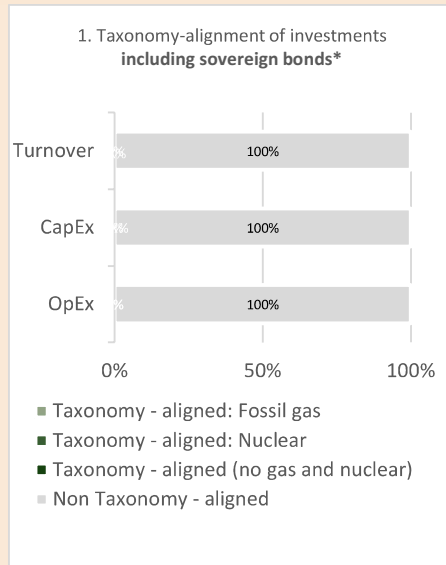 1. Taxonomy-alignment of investments
including sovereign bonds*
Turnover 100%
CapEx 100%
OpEx 100%
0% 50% 100%
Taxonomy - aligned: Fossil gas
Taxonomy - aligned: Nuclear
Taxonomy - aligned (no gas and nuclear)
Non Taxonomy - aligned